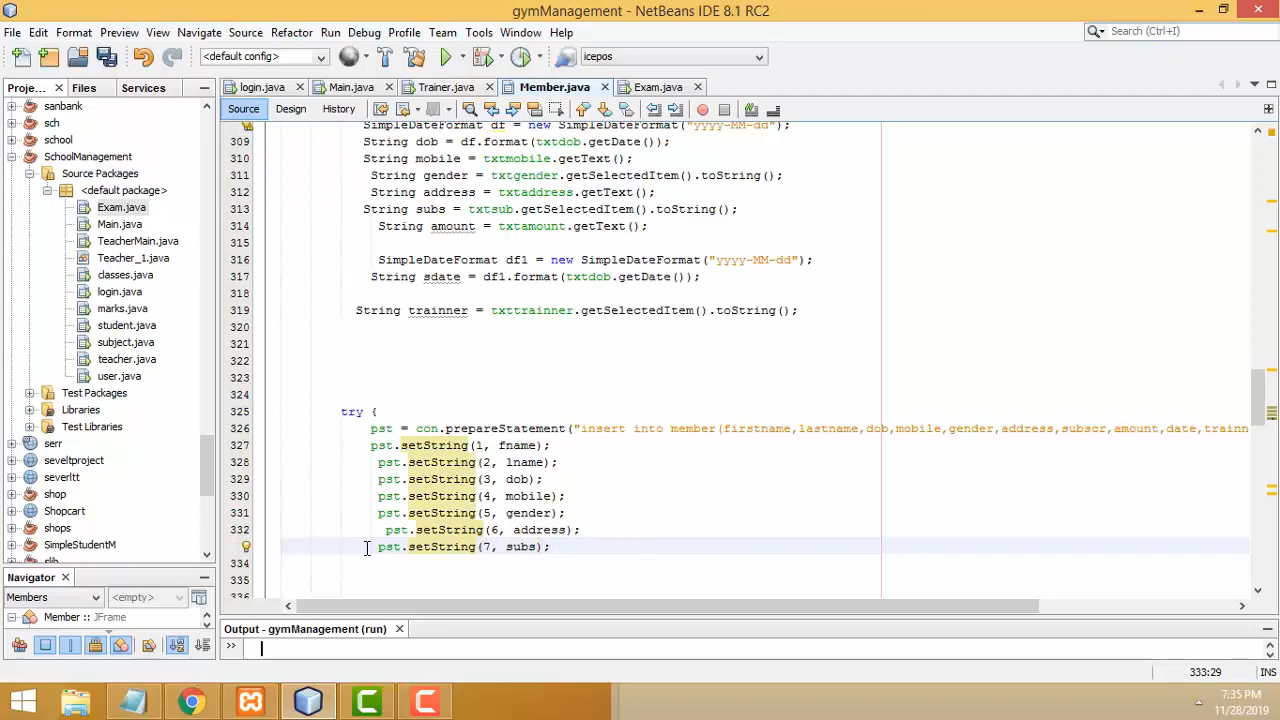 gymManagement - NetBeans IDE 8.1 RC2
File Edit Format Preview View Navigate Source Refactor Run Debug Profile Team Tools Window Help
Search (Ctrl+I)
<default config>
icepos
Proje...
Files
Services
login.java
Main.java
Trainer.java
Member.java
Exam.java
Source
Design
History
sanbank
sch
school
SchoolManagement
Source Packages
<default package>
Exam.java
Main.java
TeacherMain.java
Teacher_1.java
classes.java
login.java
marks.java
student.java
subject.java
teacher.java
user.java
Test Packages
Libraries
Test Libraries
serr
seveltproject
severltt
shop
Shopcart
shops
SimpleStudentM
SimpleDateFormat df = new SimpleDateFormat("yyyy-MM-dd");
309 String dob = df.format(txtdob.getDate());
310 String mobile = txtmobile.getText();
311 String gender = txtgender.getSelectedItem().toString();
312 String address = txtaddress.getText();
313 String subs = txtsub.getSelectedItem().toString();
314 String amount = txtamount.getText();
315
316 SimpleDateFormat df1 = new SimpleDateFormat("yyyy-MM-dd");
317 String sdate = df1.format(txtdob.getDate());
318
319 String trainner = txttrainner.getSelectedItem().toString();
320
321
322
323
324
325 try {
326 pst = con.prepareStatement("insert into member(firstname,lastname,dob,mobile,gender,address,subscr,amount,date,trainn
327 pst.setString(1, fname);
328 pst.setString(2, lname);
329 pst.setString(3, dob);
330 pst.setString(4, mobile);
331 pst.setString(5, gender);
332 pst.setString(6, address);
pst.setString(7, subs);
334
335
336
Navigator
Members
<empty>
Member :: JFrame
Output - gymManagement (run)
>>
333:29
INS
7:35 PM
11/28/2019